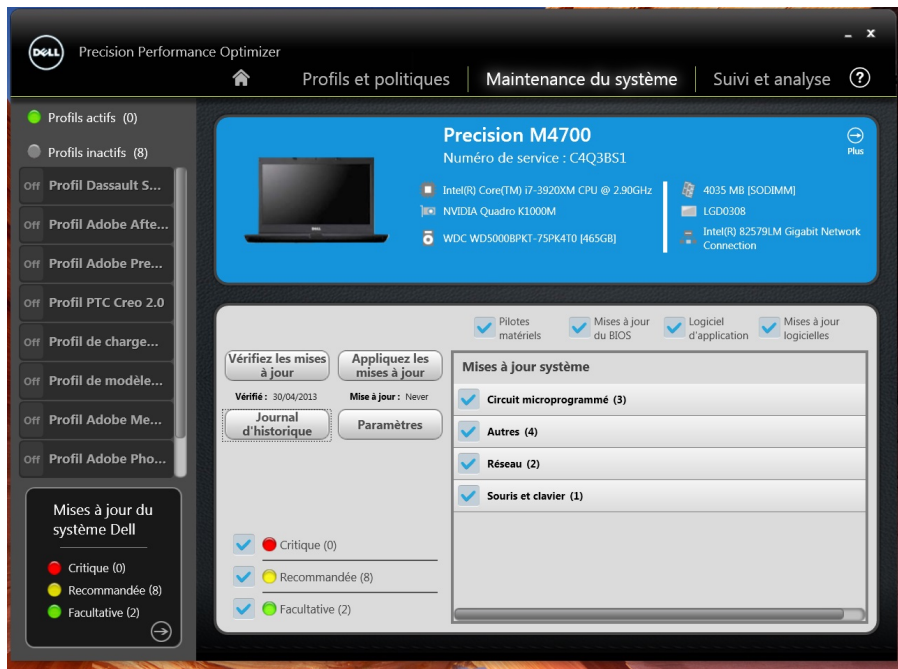 DELL
Precision Performance Optimizer
Profils et politiques
Maintenance du système
Suivi et analyse
?
Profils actifs (0)
Profils inactifs (8)
Off Profil Dassault S...
Off Profil Adobe Afte...
Off Profil Adobe Pre...
Off Profil PTC Creo 2.0
Off Profil de charge...
Off Profil de modèle...
Off Profil Adobe Me...
Off Profil Adobe Pho...
Mises à jour du
système Dell
Critique (0)
Recommandée (8)
Facultative (2)
Precision M4700
Numéro de service : C4Q3BS1
Plus
Intel(R) Core(TM) i7-3920XM CPU @ 2.90GHz
NVIDIA Quadro K1000M
WDC WD5000BPKT-75PK4T0 [465GB]
4035 MB [SODIMM]
LGD0308
Intel(R) 82579LM Gigabit Network
Connection
Pilotes
matériels
Mises à jour
du BIOS
Logiciel
d'application
Mises à jour
logicielles
Vérifiez les mises
à jour
Appliquez les
mises à jour
Vérifié : 30/04/2013
Mise à jour : Never
Journal
d'historique
Paramètres
Critique (0)
Recommandée (8)
Facultative (2)
Mises à jour système
Circuit microprogrammé (3)
Autres (4)
Réseau (2)
Souris et clavier (1)